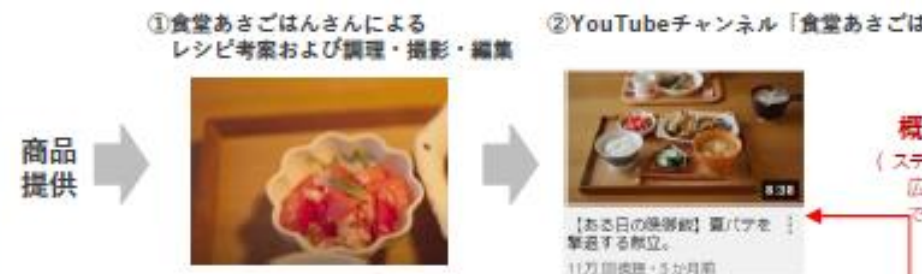 ①食堂あさごはんさんによる
レシピ考案および調理・撮影・編集
②YouTubeチャンネル「食堂あさごは
商品
提供
8:38
【ある日の晩御飯】夏バテを
撃退する献立。
11万 回視聴・5 か月前
概
（ ステ